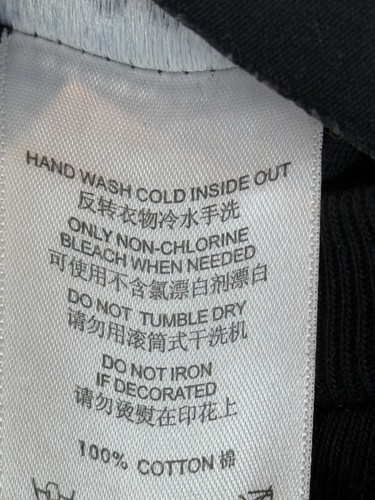 HAND WASH COLD INSIDE OUT
反转衣物冷水手洗
ONLY NON-CHLORINE
BLEACH WHEN NEEDED
可使用不含氯漂白剂漂白
DO NOT TUMBLE DRY
请勿用滚筒式干洗机
DO NOT IRON
IF DECORATED
请勿烫熨在印花上
100% COTTON 棉